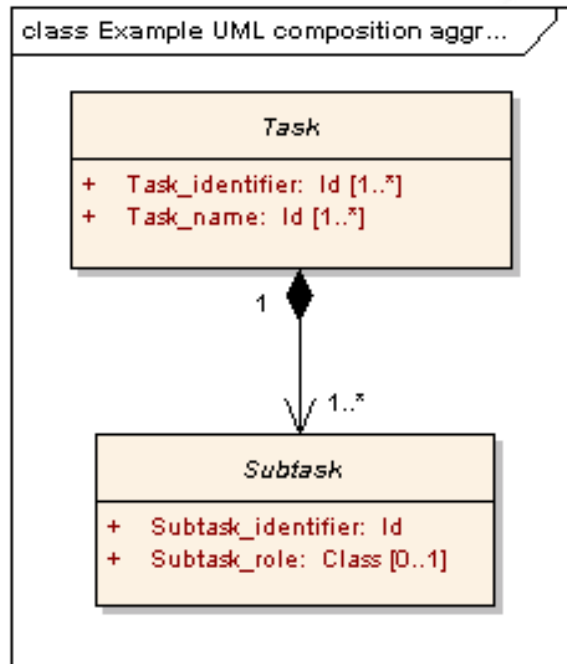 class Example UML composition aggr...
Task
+ Task_identifier: Id [1..*]
+ Task_name: Id [1..*]
1
1..*
Subtask
+ Subtask_identifier: Id
+ Subtask_role: Class [0..1]